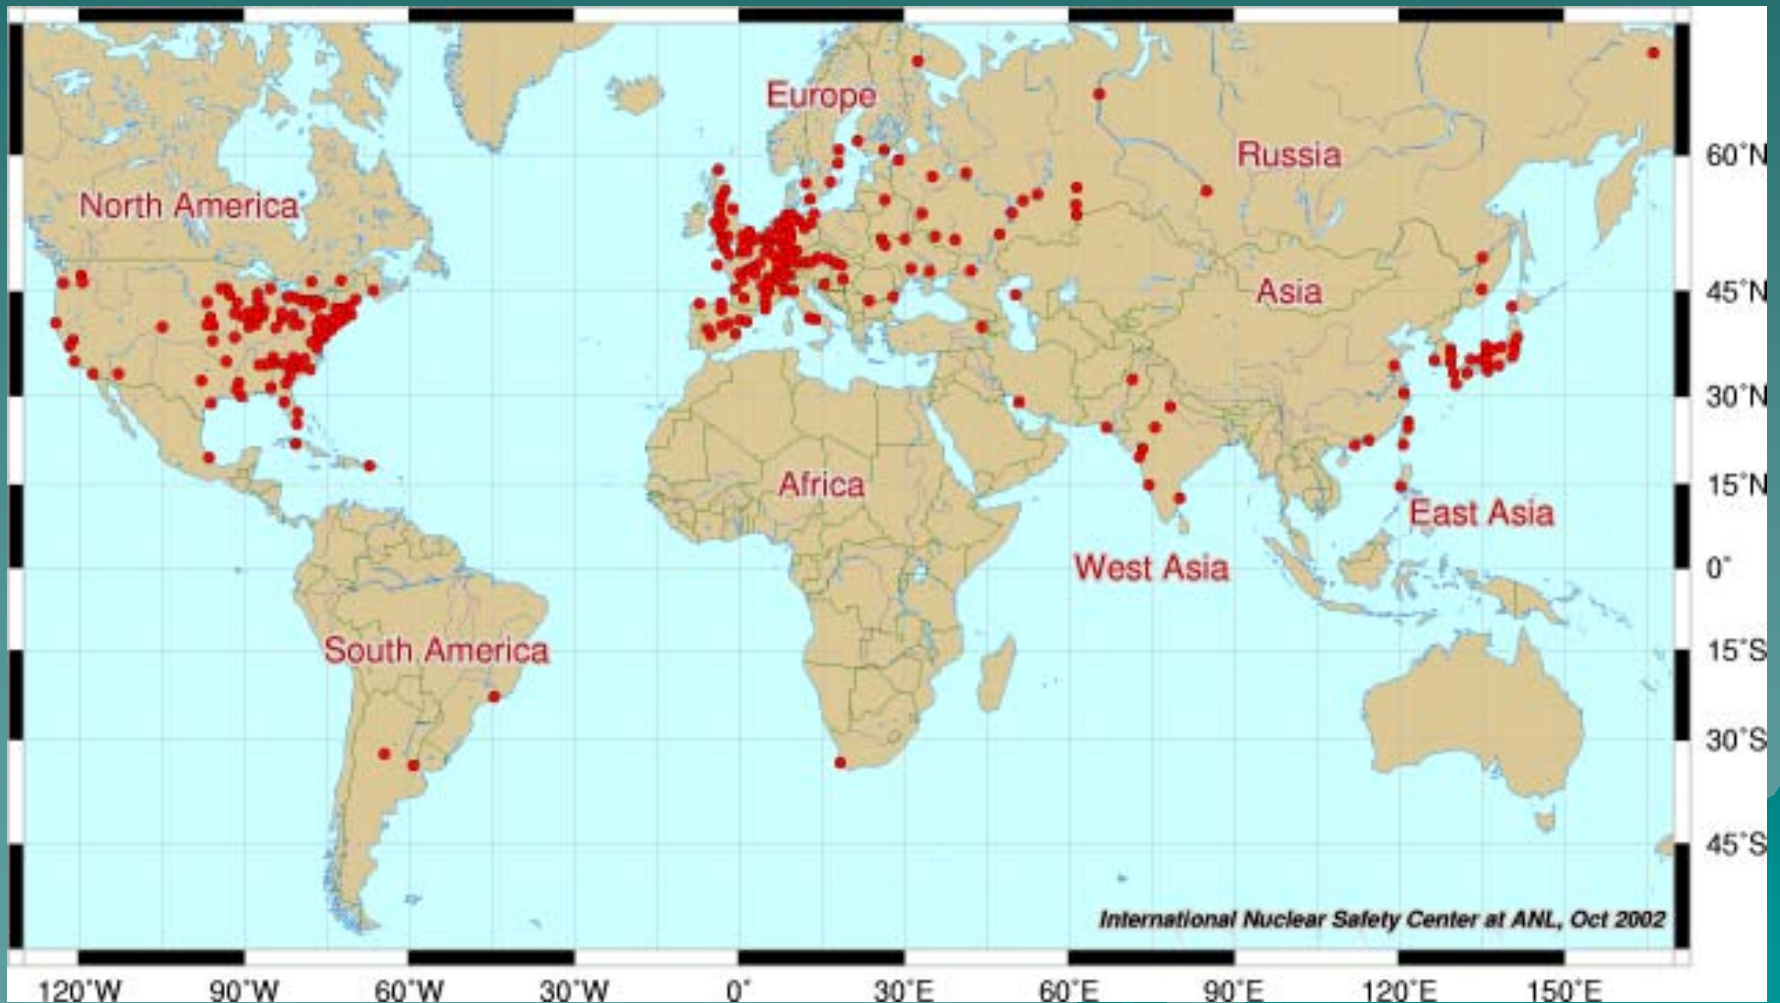 Europe
Russia
60°N
North America
Asia
45°N
30°N
Africa
15°N
East Asia
West Asia
0°
South America
15°S
30°S
45°S
International Nuclear Safety Center at ANL, Oct 2002
120°W 90°W 60°W 30°W 0° 30°E 60°E 90°E 120°E 150°E